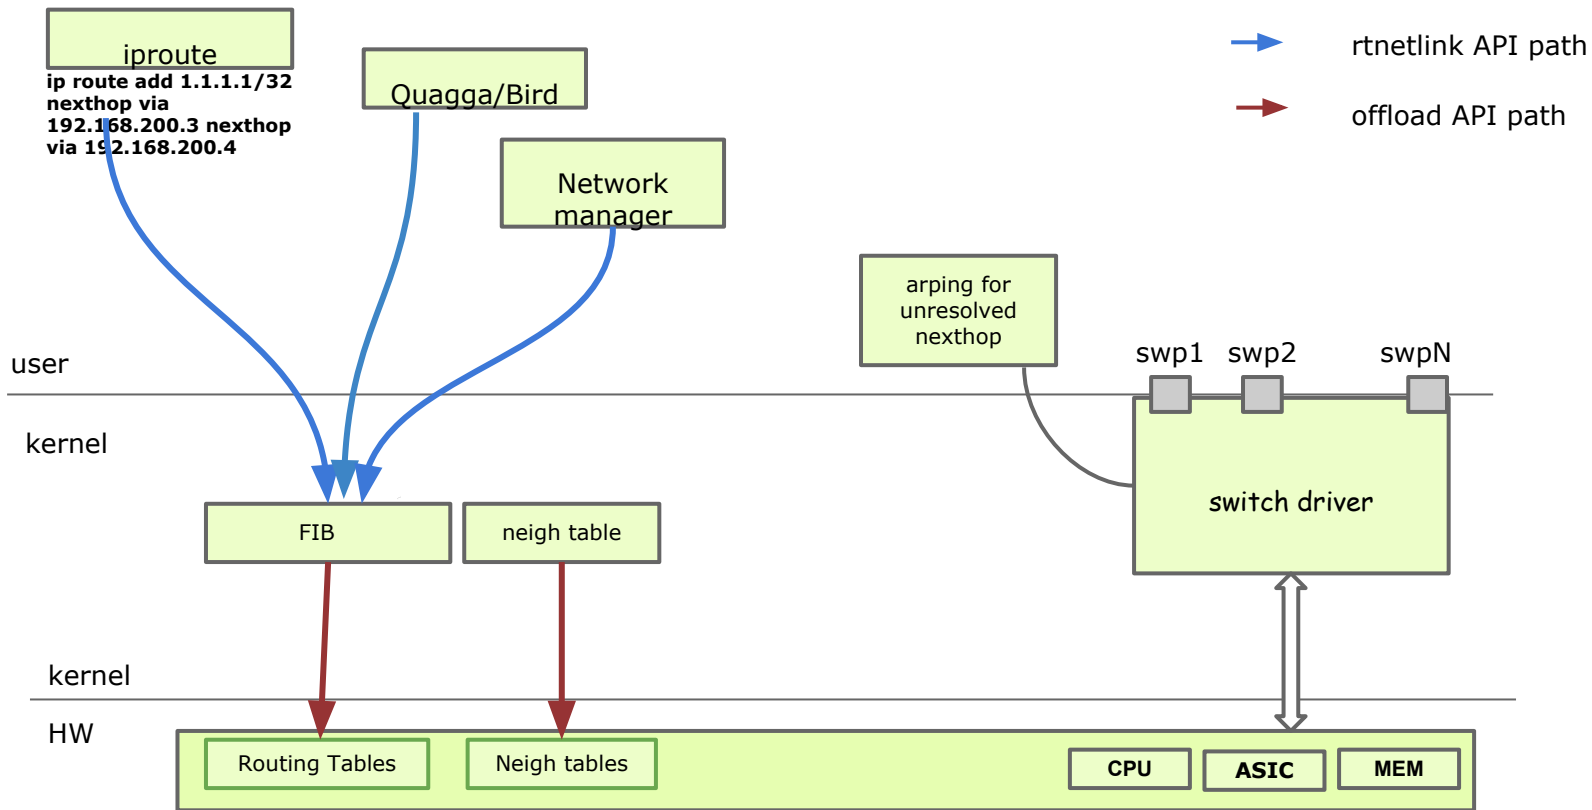 iproute
ip route add 1.1.1.1/32
nexthop via
192.168.200.3 nexthop
via 192.168.200.4
Quagga/Bird
Network
manager
rtnetlink API path
offload API path
arping for
unresolved
nexthop
swp1
swp2
swpN
user
kernel
switch driver
FIB
neigh table
kernel
HW
Routing Tables
Neigh tables
CPU
ASIC
MEM